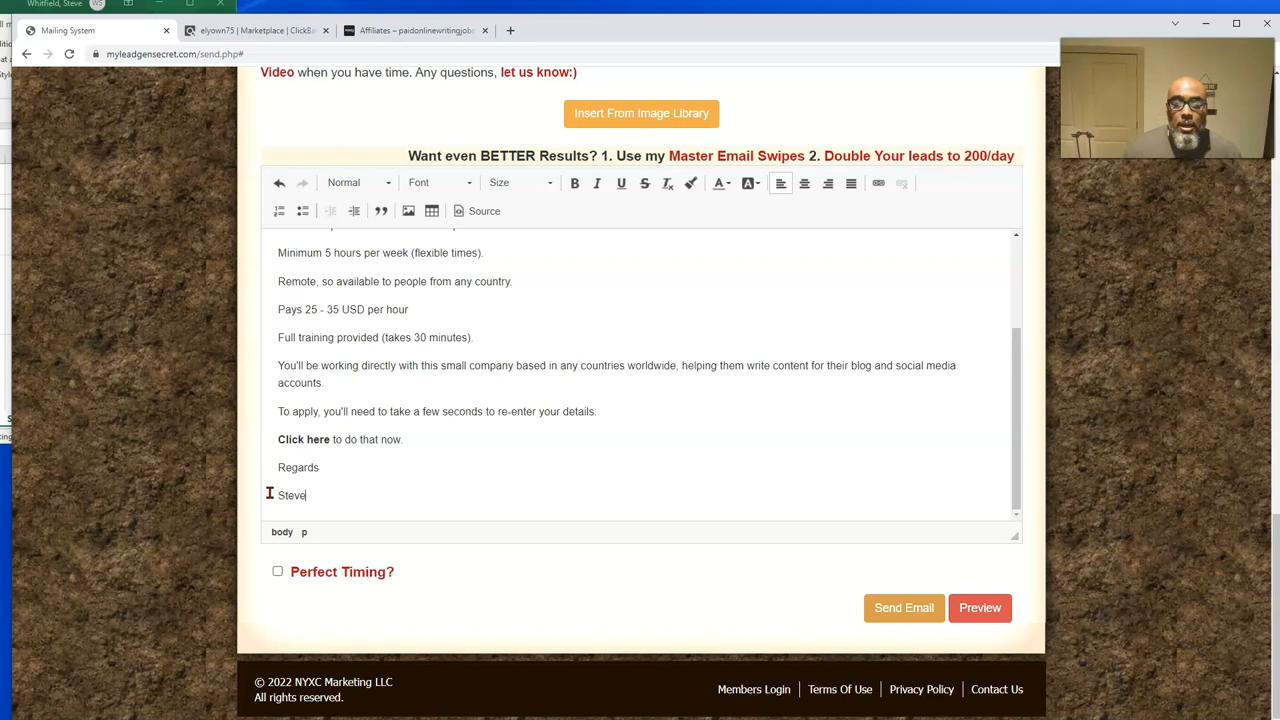 Whitfield, Steve WS
Mailing System
elyown75 | Marketplace | ClickBa
Affiliates – paidonlinewritingjobs
myleadgensecret.com/send.php#
Video when you have time. Any questions, let us know:)
Insert From Image Library
Want even BETTER Results? 1. Use my Master Email Swipes 2. Double Your leads to 200/day
Normal Font Size B I U S Tx A A
Source
Minimum 5 hours per week (flexible times).
Remote, so available to people from any country.
Pays 25 - 35 USD per hour
Full training provided (takes 30 minutes).
You'll be working directly with this small company based in any countries worldwide, helping them write content for their blog and social media
accounts.
To apply, you'll need to take a few seconds to re-enter your details.
Click here to do that now.
Regards
Steve
body p
Perfect Timing?
Send Email Preview
© 2022 NYXC Marketing LLC
All rights reserved.
Members Login Terms Of Use Privacy Policy Contact Us